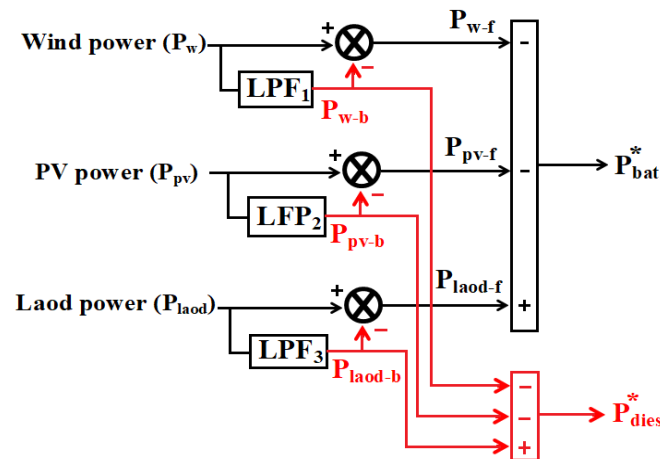 Wind power (Pw)
+
Pw-f
-
LPF1
−
Pw-b
PV power (Ppv)
+
Ppv-f
-
P*bat
LFP2
−
Ppv-b
Laod power (Plaod)
+
Plaod-f
+
LPF3
−
Plaod-b
−
−
P*dies
+